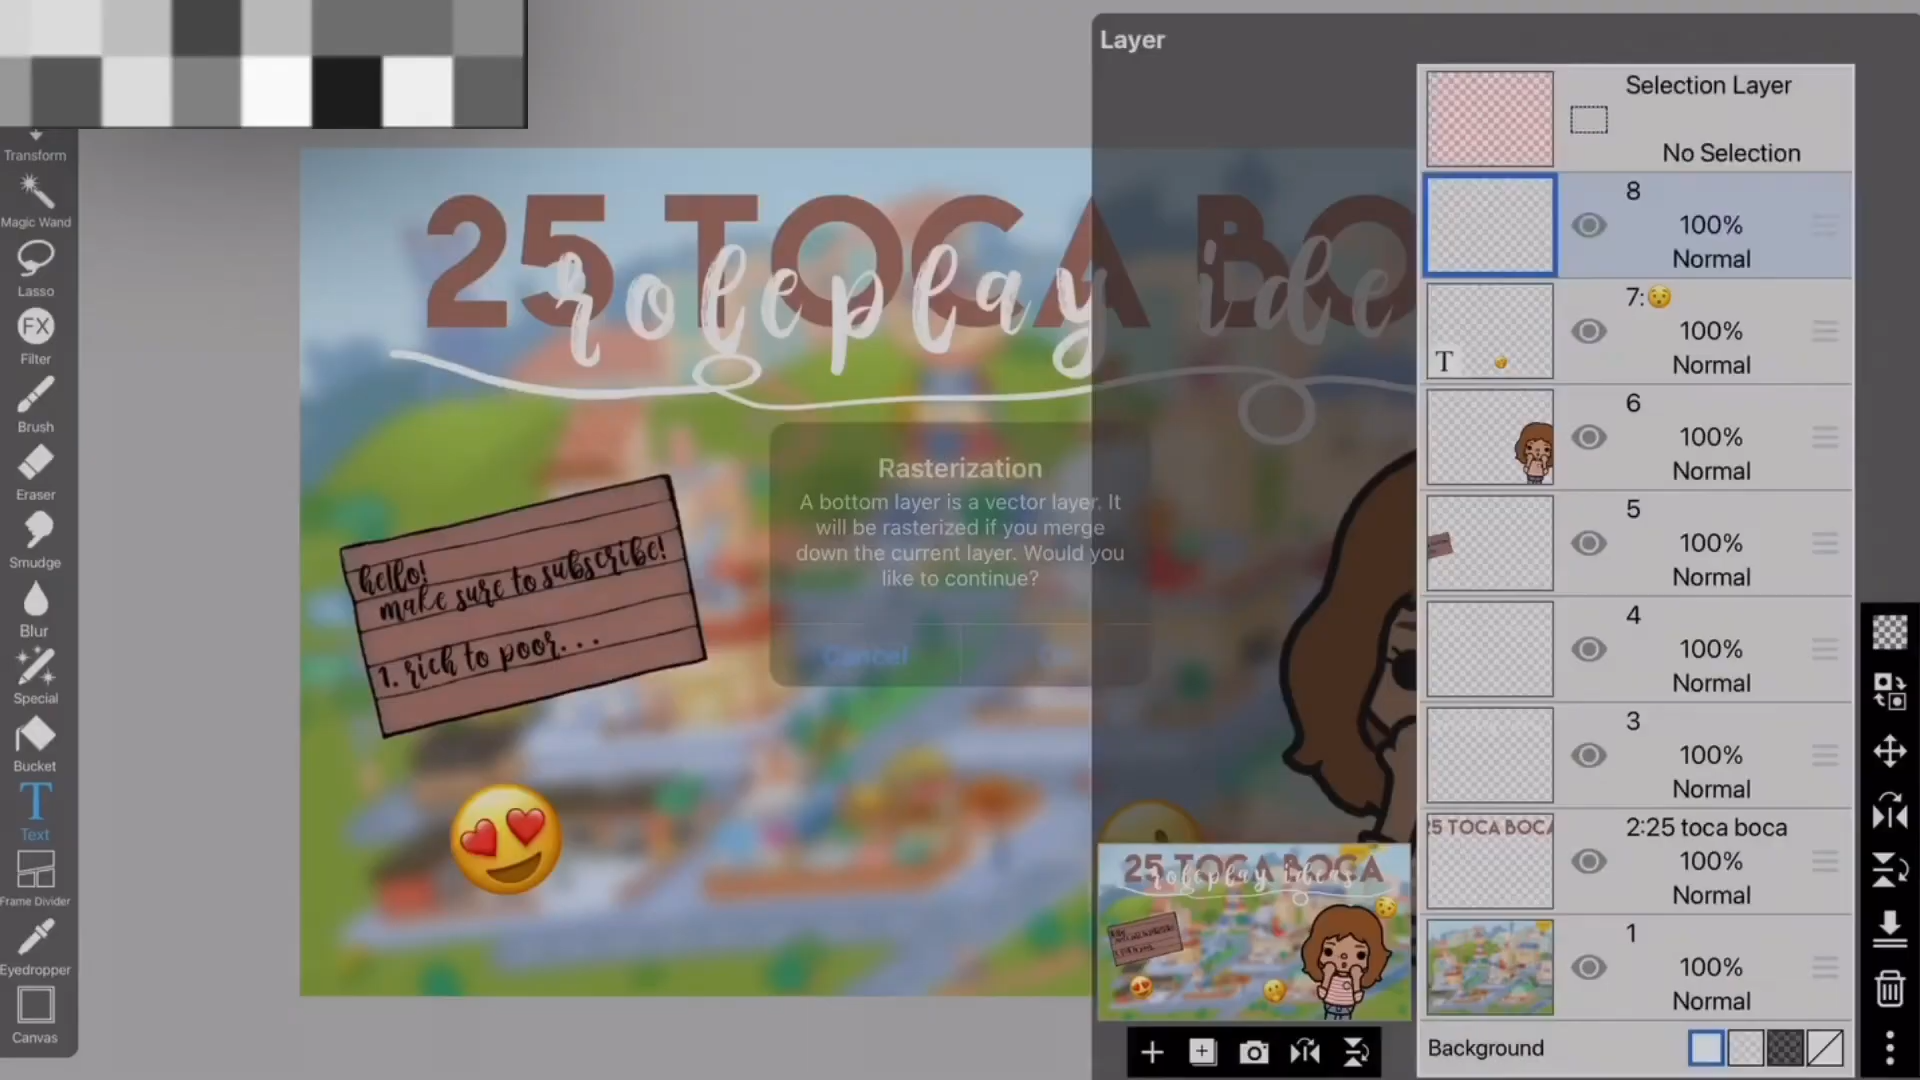 Layer
Selection Layer
No Selection
8
100%
Normal
7:😯
100%
Normal
6
100%
Normal
5
100%
Normal
4
100%
Normal
3
100%
Normal
2:25 toca boca
100%
Normal
1
100%
Normal
Background
Transform
Magic Wand
Lasso
FX
Filter
Brush
Eraser
Smudge
Blur
Special
Bucket
T
Text
Frame Divider
Eyedropper
Canvas
25 TOCA BO
roleplay ide
hello!
make sure to subscribe!
1. rich to poor...
Rasterization
A bottom layer is a vector layer. It
will be rasterized if you merge
down the current layer. Would you
like to continue?
Cancel
T
5 TOCA BOCA
25 TOCA BOCA
roleplay ideas